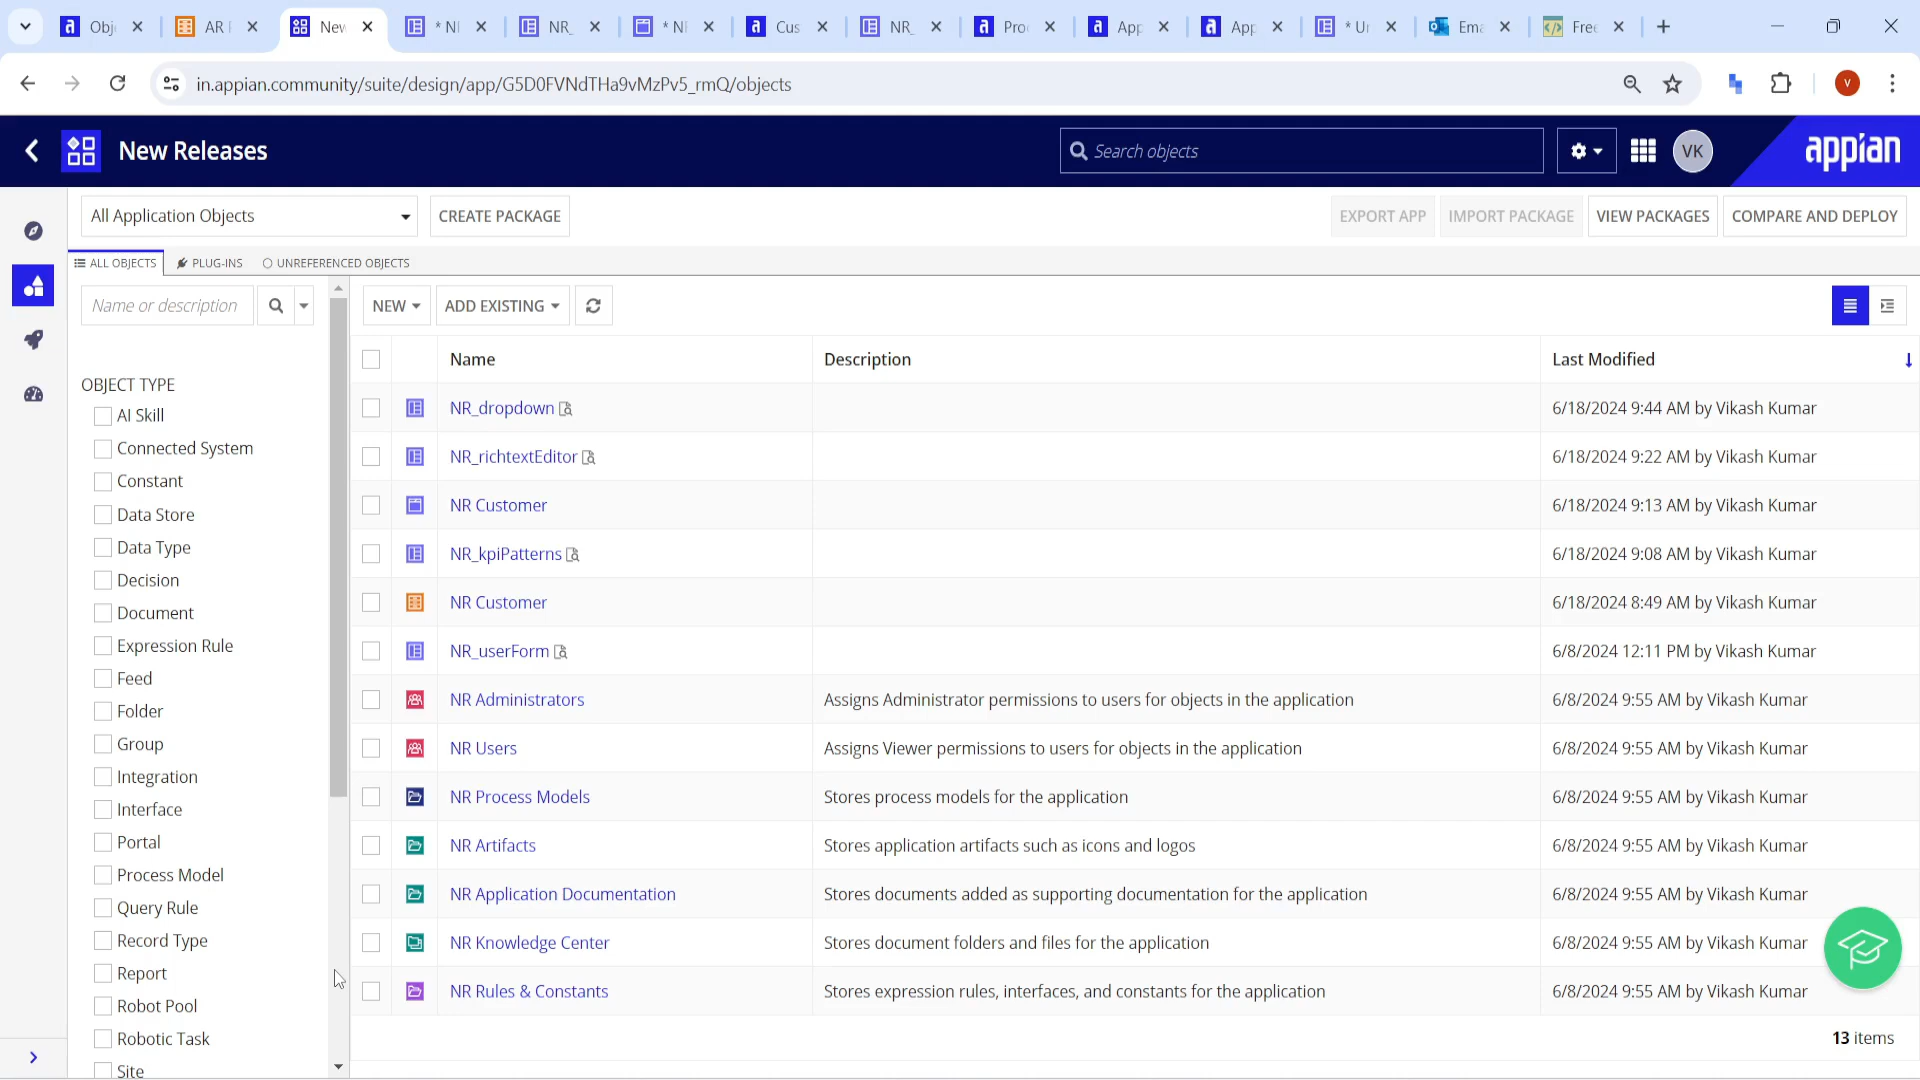 Obj
AR F
New
* NI
NR_
* NI
Cus
NR_
Pro
App
App
* Ur
Ema
Free
in.appian.community/suite/design/app/G5D0FVNdTHa9vMzPv5_rmQ/objects
V
New Releases
Search objects
VK
appian
All Application Objects
CREATE PACKAGE
EXPORT APP
IMPORT PACKAGE
VIEW PACKAGES
COMPARE AND DEPLOY
ALL OBJECTS
PLUG-INS
UNREFERENCED OBJECTS
Name or description
NEW
ADD EXISTING
OBJECT TYPE
AI Skill
Connected System
Constant
Data Store
Data Type
Decision
Document
Expression Rule
Feed
Folder
Group
Integration
Interface
Portal
Process Model
Query Rule
Record Type
Report
Robot Pool
Robotic Task
Site
Name Description Last Modified
NR_dropdown 6/18/2024 9:44 AM by Vikash Kumar
NR_richtextEditor 6/18/2024 9:22 AM by Vikash Kumar
NR Customer 6/18/2024 9:13 AM by Vikash Kumar
NR_kpiPatterns 6/18/2024 9:08 AM by Vikash Kumar
NR Customer 6/18/2024 8:49 AM by Vikash Kumar
NR_userForm 6/8/2024 12:11 PM by Vikash Kumar
NR Administrators Assigns Administrator permissions to users for objects in the application 6/8/2024 9:55 AM by Vikash Kumar
NR Users Assigns Viewer permissions to users for objects in the application 6/8/2024 9:55 AM by Vikash Kumar
NR Process Models Stores process models for the application 6/8/2024 9:55 AM by Vikash Kumar
NR Artifacts Stores application artifacts such as icons and logos 6/8/2024 9:55 AM by Vikash Kumar
NR Application Documentation Stores documents added as supporting documentation for the application 6/8/2024 9:55 AM by Vikash Kumar
NR Knowledge Center Stores document folders and files for the application 6/8/2024 9:55 AM by Vikash Kumar
NR Rules & Constants Stores expression rules, interfaces, and constants for the application 6/8/2024 9:55 AM by Vikash Kumar
13 items